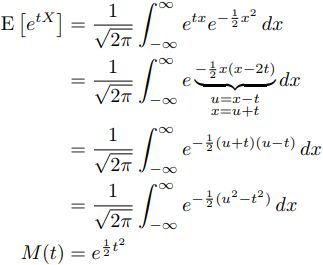 E [e^{tX}] = \frac{1}{\sqrt{2\pi}} \int_{-\infty}^{\infty} e^{tx} e^{-\frac{1}{2}x^2} dx
= \frac{1}{\sqrt{2\pi}} \int_{-\infty}^{\infty} e \underbrace{^{-\frac{1}{2}x(x-2t)}}_{\substack{u=x-t \\ x=u+t}} dx
= \frac{1}{\sqrt{2\pi}} \int_{-\infty}^{\infty} e^{-\frac{1}{2}(u+t)(u-t)} dx
= \frac{1}{\sqrt{2\pi}} \int_{-\infty}^{\infty} e^{-\frac{1}{2}(u^2-t^2)} dx
M(t) = e^{\frac{1}{2}t^2}